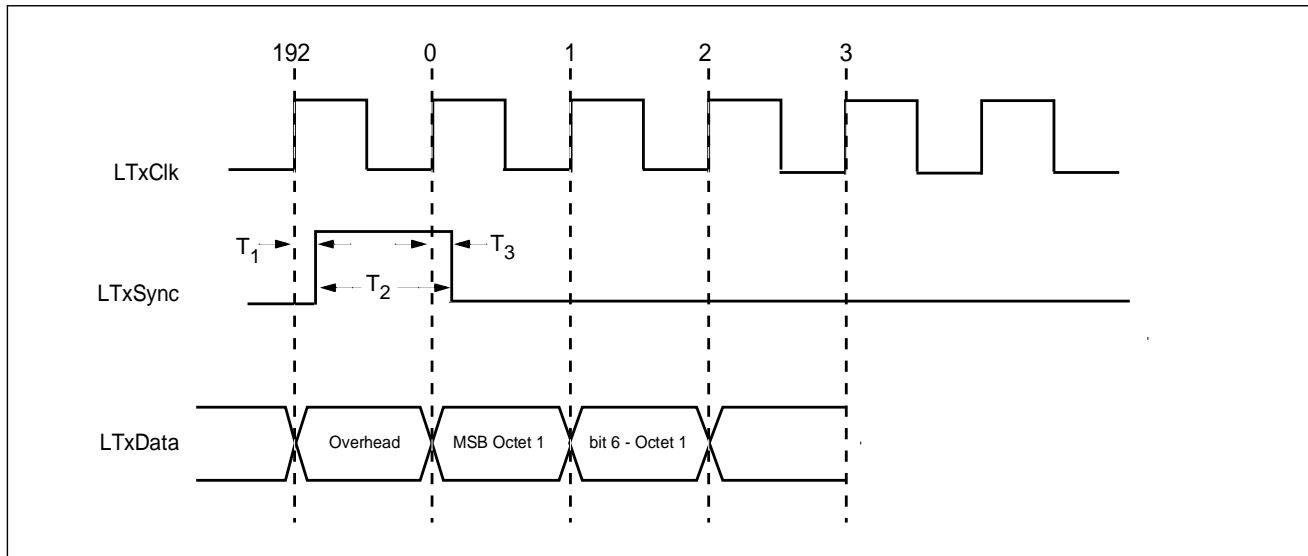 192 0 1 2 3
LTxClk
T1 T3
T2
LTxSync
LTxData Overhead MSB Octet 1 bit 6 - Octet 1